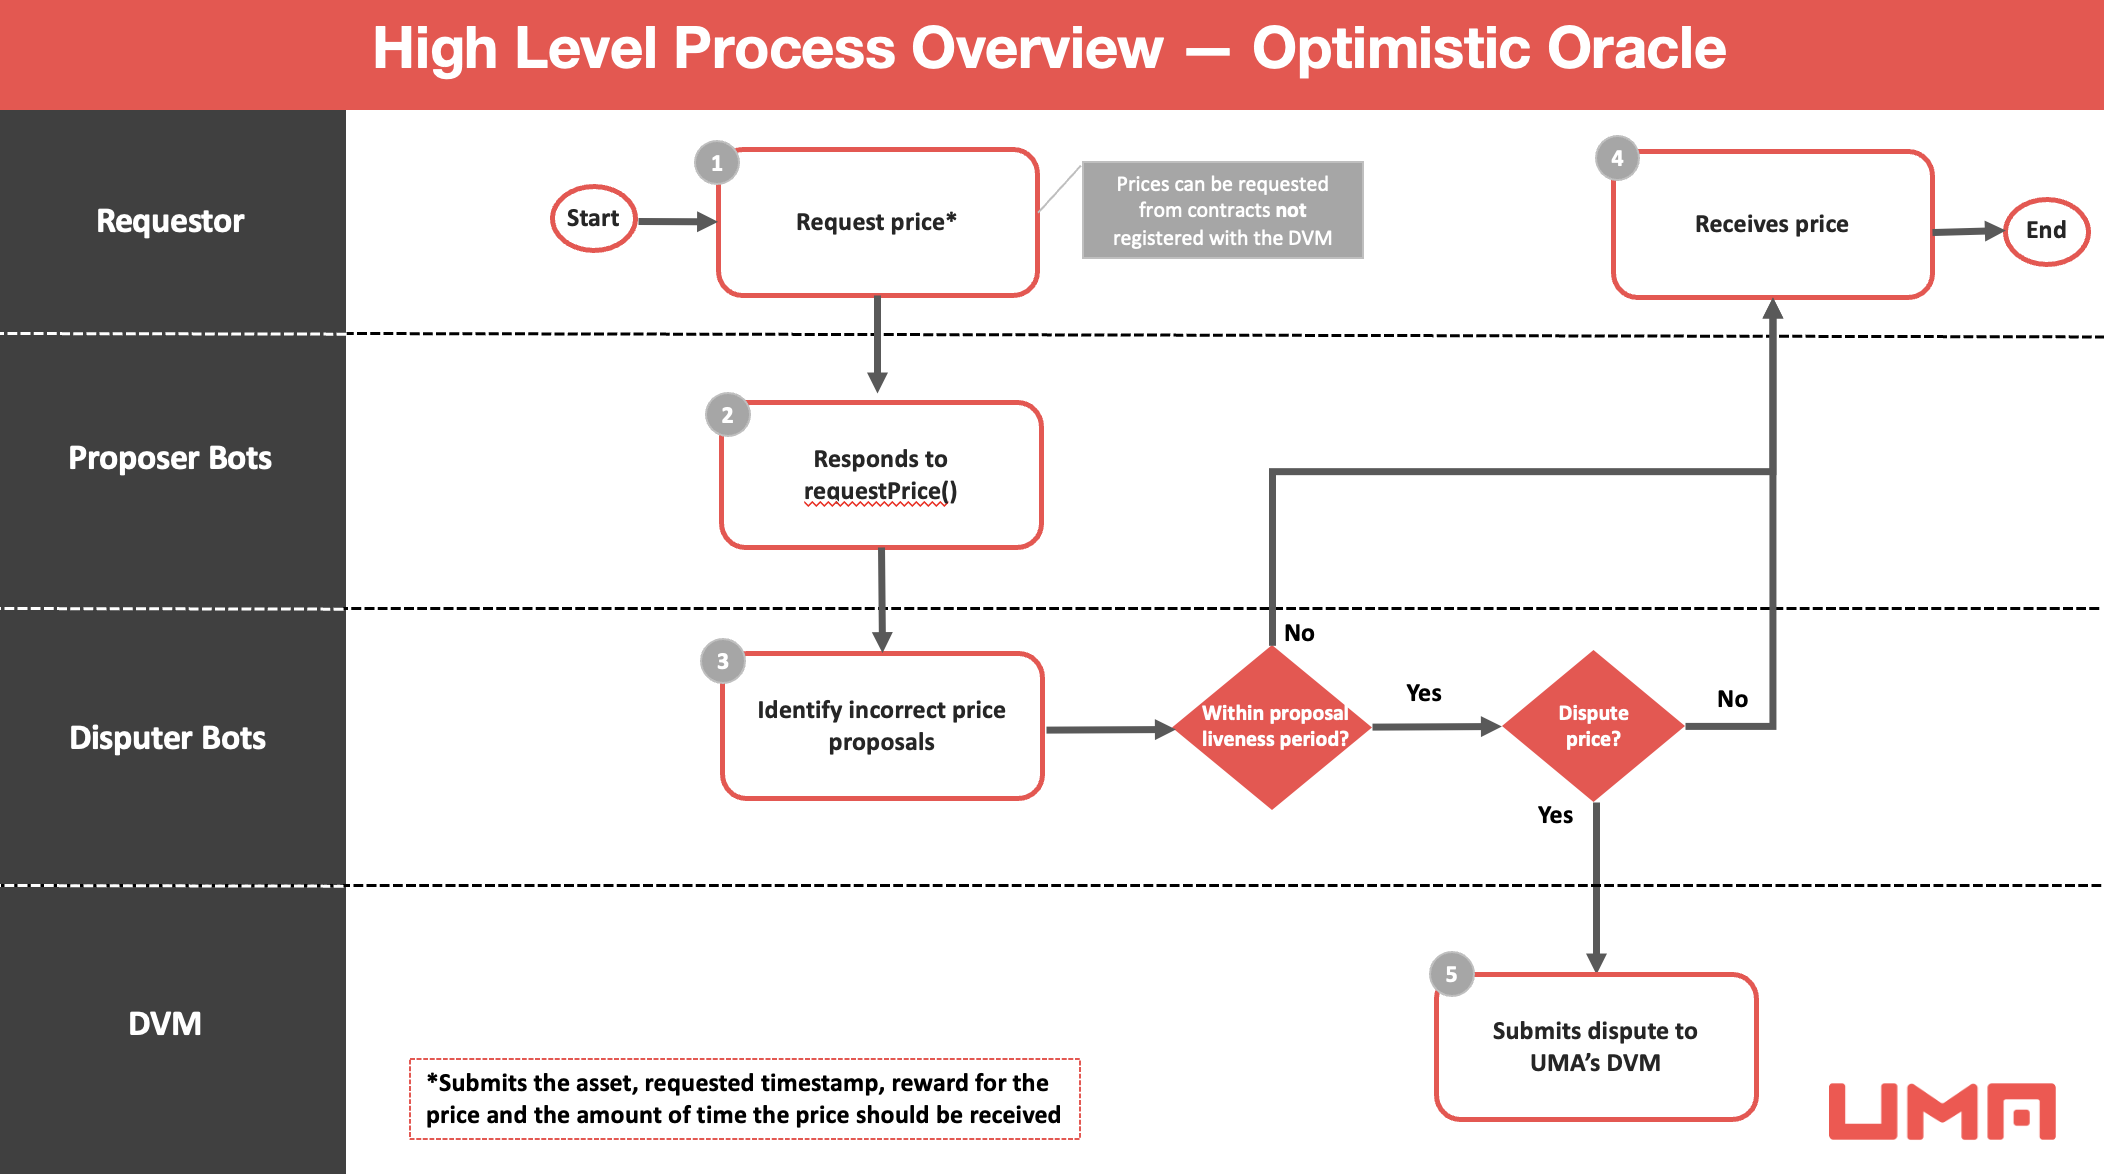 High Level Process Overview — Optimistic Oracle
Requestor
Start
1
Request price*
Prices can be requested
from contracts not
registered with the DVM
4
Receives price
End
Proposer Bots
2
Responds to
requestPrice()
Disputer Bots
3
Identify incorrect price
proposals
Within proposal
liveness period?
No
Yes
Dispute
price?
No
Yes
DVM
5
Submits dispute to
UMA’s DVM
*Submits the asset, requested timestamp, reward for the
price and the amount of time the price should be received
UMA